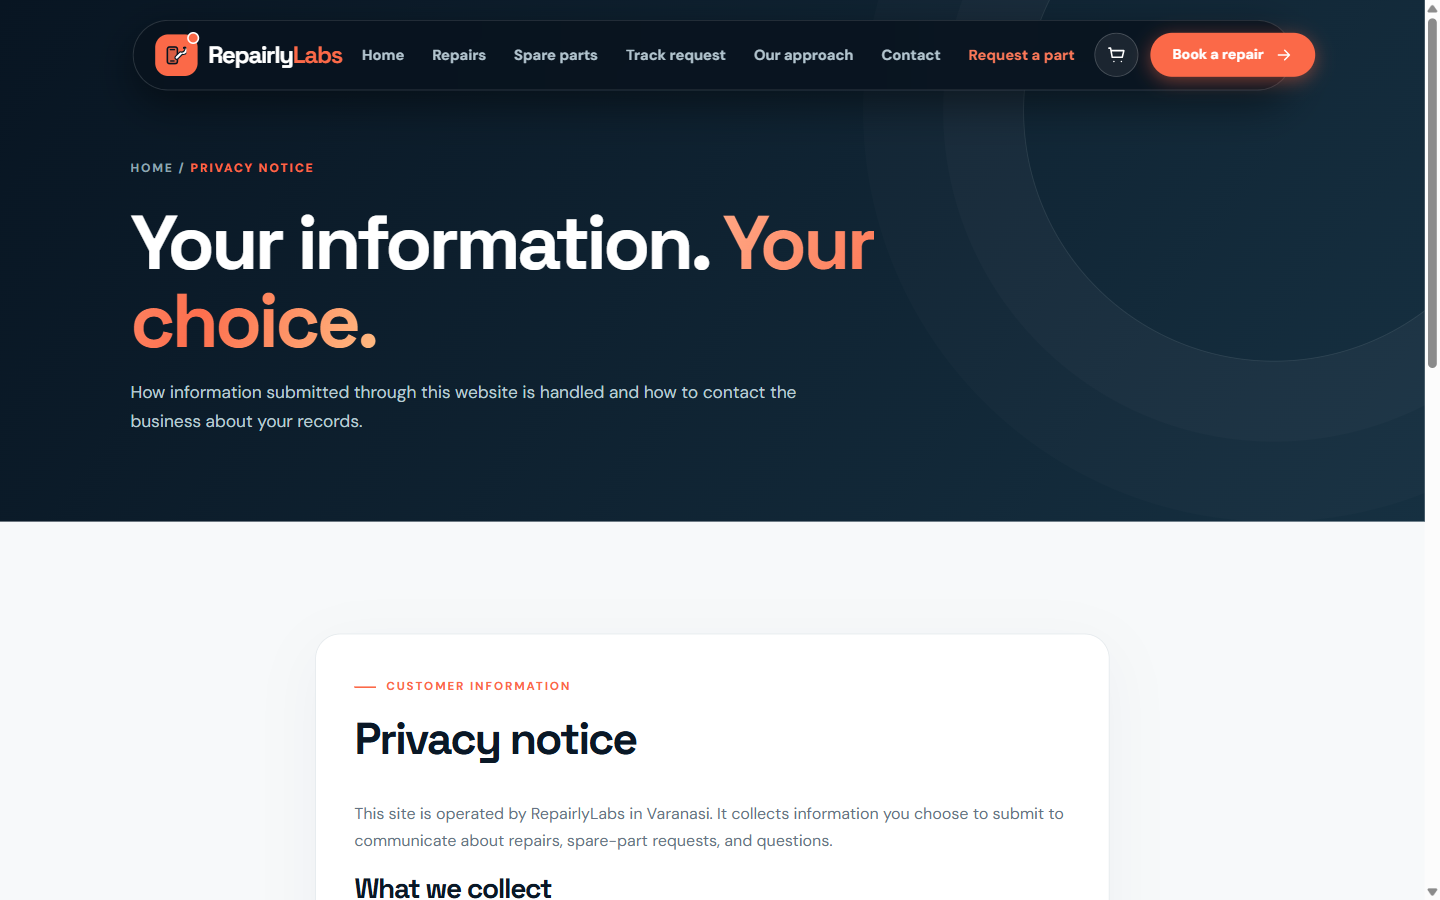 RepairlyLabs Home Repairs Spare parts Track request Our approach Contact Request a part Book a repair
HOME / PRIVACY NOTICE
Your information. Your
choice.
How information submitted through this website is handled and how to contact the
business about your records.
CUSTOMER INFORMATION
Privacy notice
This site is operated by RepairlyLabs in Varanasi. It collects information you choose to submit to
communicate about repairs, spare-part requests, and questions.
What we collect